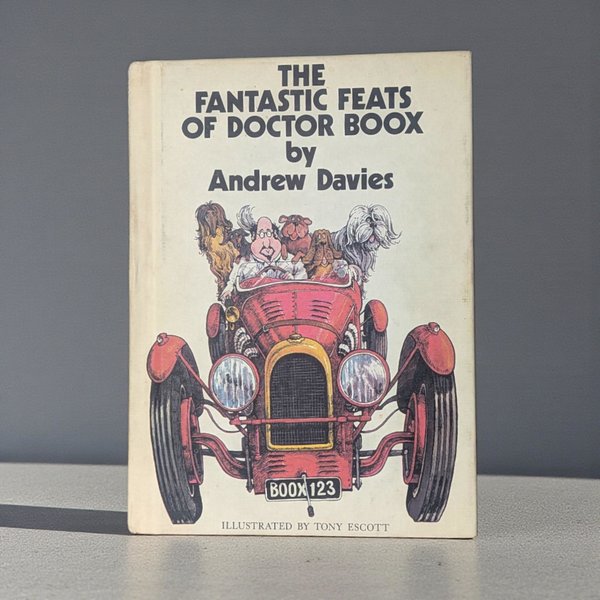 THE
FANTASTIC FEATS
OF DOCTOR BOOX
by
Andrew Davies
BOOX 123
ILLUSTRATED BY TONY ESCOTT